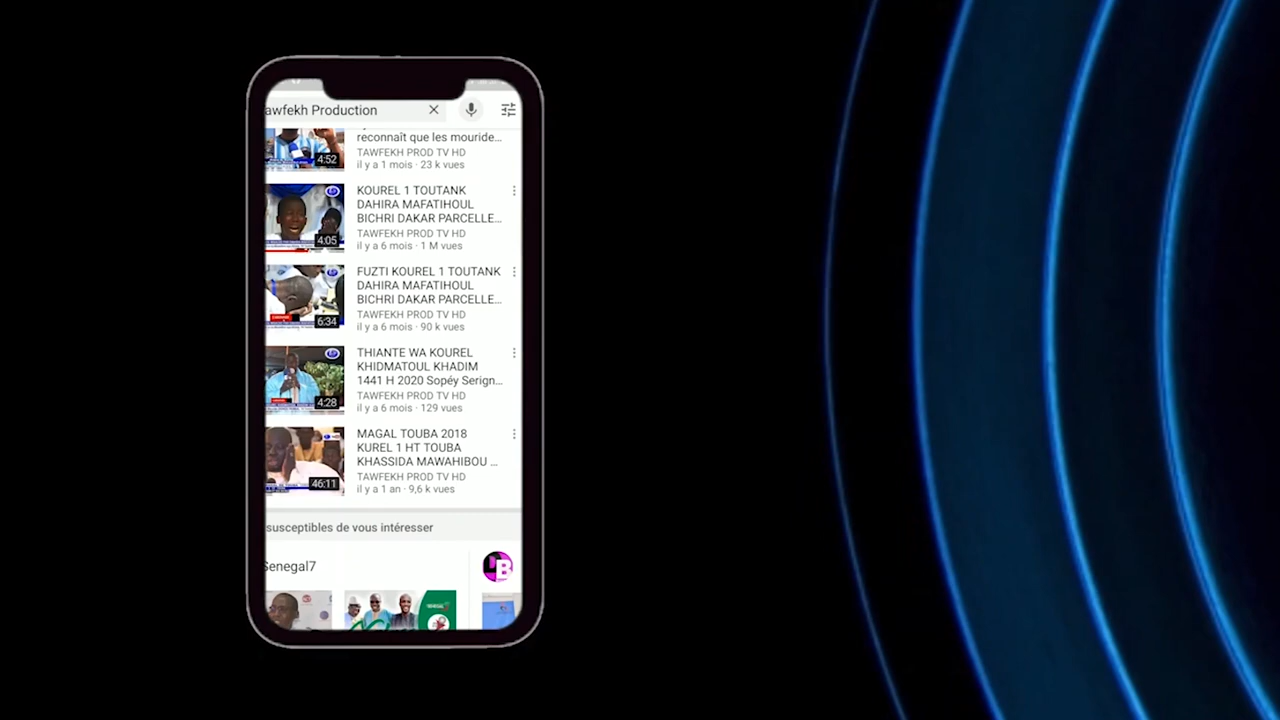 awfekh Production
reconnaît que les mouride...
TAWFEKH PROD TV HD
il y a 1 mois · 23 k vues
4:52
KOUREL 1 TOUTANK
DAHIRA MAFATIHOUL
BICHRI DAKAR PARCELLE...
TAWFEKH PROD TV HD
il y a 6 mois · 1 M vues
4:05
FUZTI KOUREL 1 TOUTANK
DAHIRA MAFATIHOUL
BICHRI DAKAR PARCELLE...
TAWFEKH PROD TV HD
il y a 6 mois · 90 k vues
6:34
THIANTE WA KOUREL
KHIDMATOUL KHADIM
1441 H 2020 Sopéy Serign...
TAWFEKH PROD TV HD
il y a 6 mois · 129 vues
4:28
MAGAL TOUBA 2018
KUREL 1 HT TOUBA
KHASSIDA MAWAHIBOU ...
TAWFEKH PROD TV HD
il y a 1 an · 9,6 k vues
46:11
susceptibles de vous intéresser
Senegal7